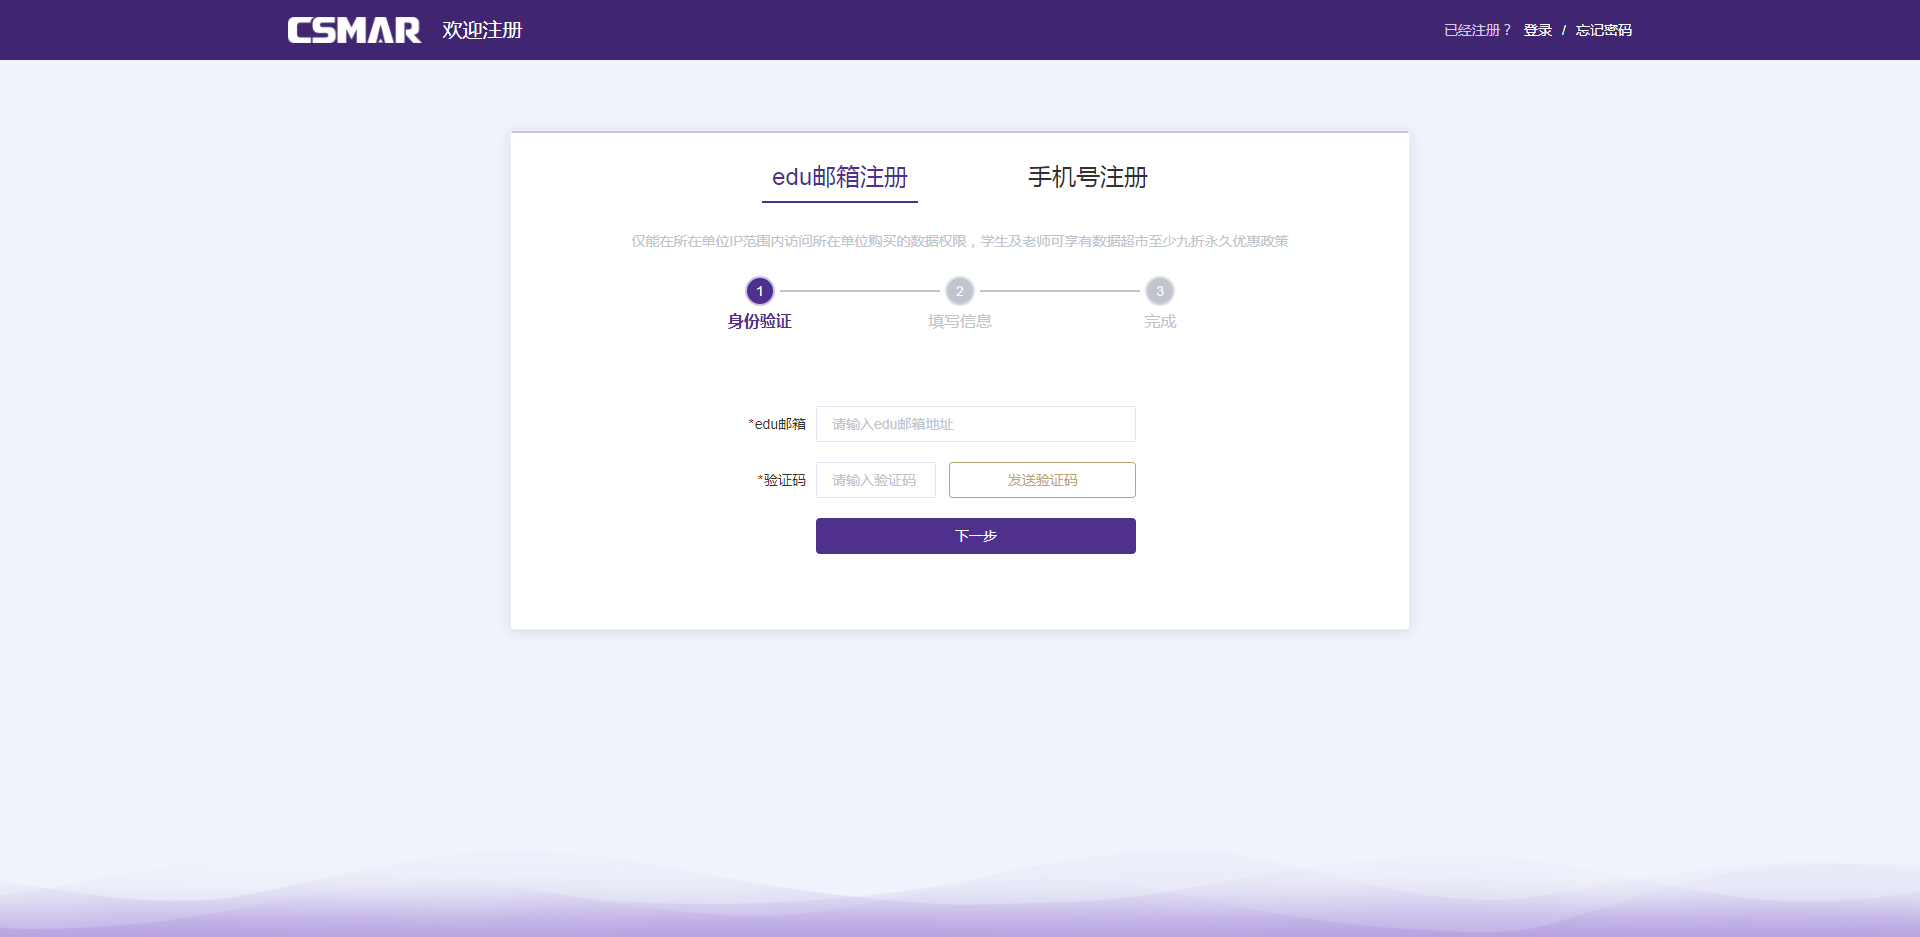 CSMAR 欢迎注册
已经注册？ 登录 / 忘记密码
edu邮箱注册 手机号注册
仅能在所在单位IP范围内访问所在单位购买的数据权限，学生及老师可享有数据超市至少九折永久优惠政策
1 2 3
身份验证 填写信息 完成
*edu邮箱 请输入edu邮箱地址
*验证码 请输入验证码 发送验证码
下一步